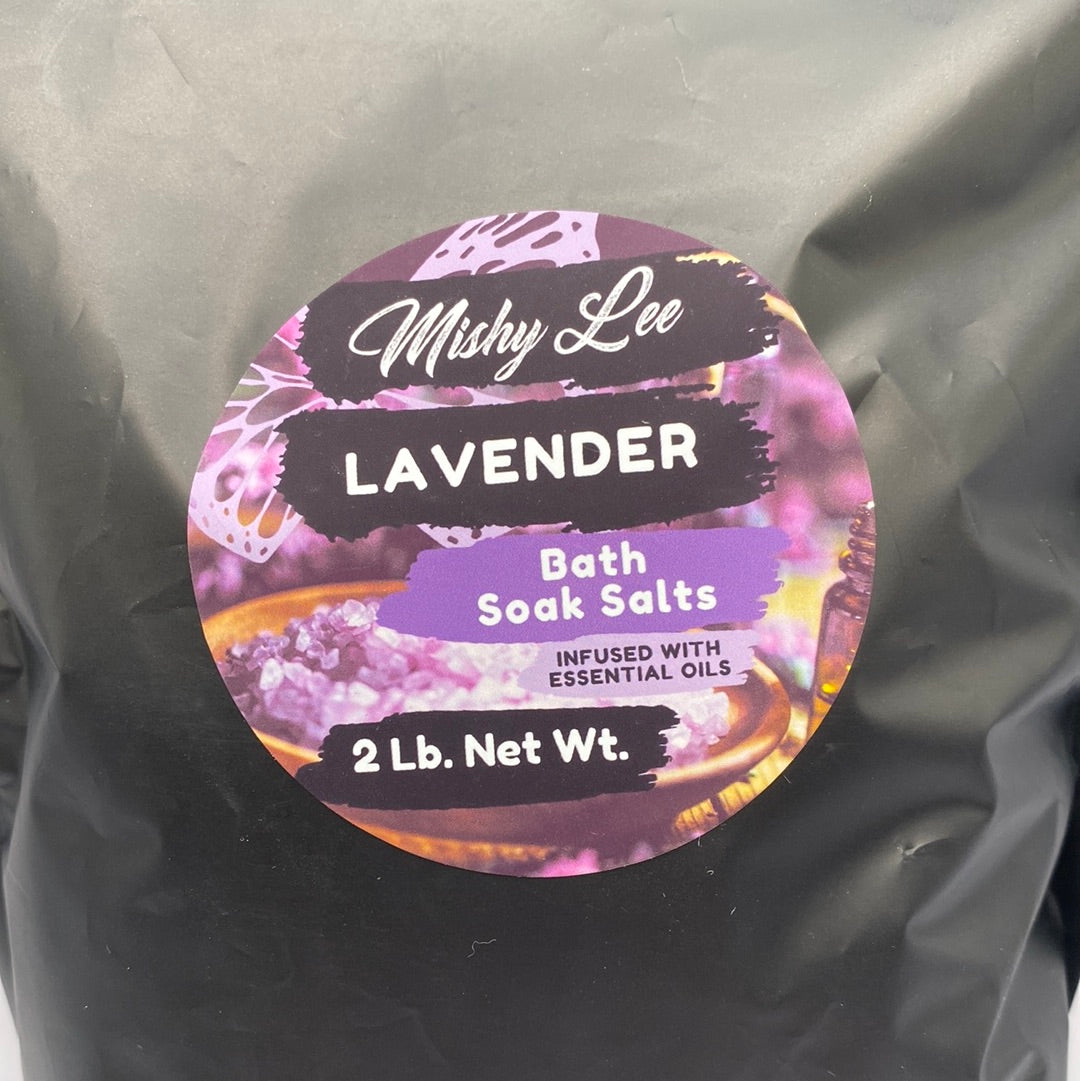 Mishy Lee
LAVENDER
Bath
Soak Salts
INFUSED WITH
ESSENTIAL OILS
2 Lb. Net Wt.